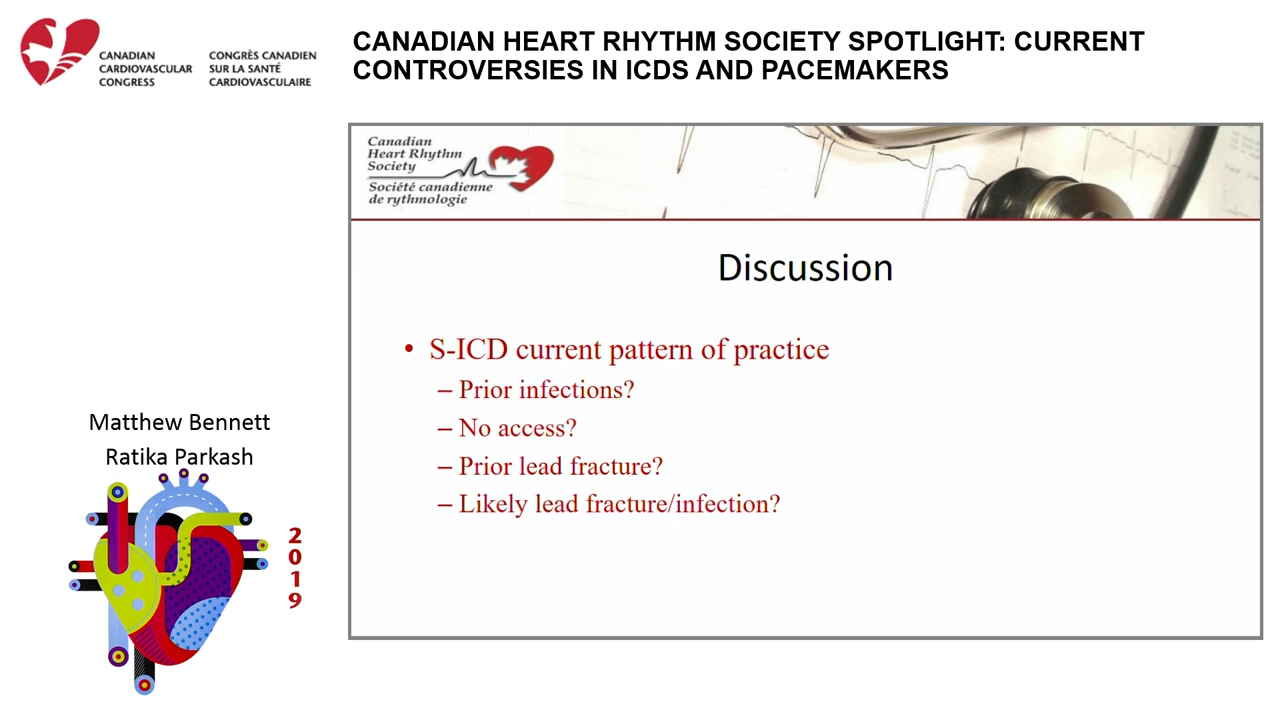 CANADIAN
CARDIOVASCULAR
CONGRESS
CONGRÈS CANADIEN
SUR LA SANTÉ
CARDIOVASCULAIRE
CANADIAN HEART RHYTHM SOCIETY SPOTLIGHT: CURRENT
CONTROVERSIES IN ICDS AND PACEMAKERS
Canadian
Heart Rhythm
Society
Société canadienne
de rythmologie
Discussion
• S-ICD current pattern of practice
– Prior infections?
– No access?
– Prior lead fracture?
– Likely lead fracture/infection?
Matthew Bennett
Ratika Parkash
2
0
1
9